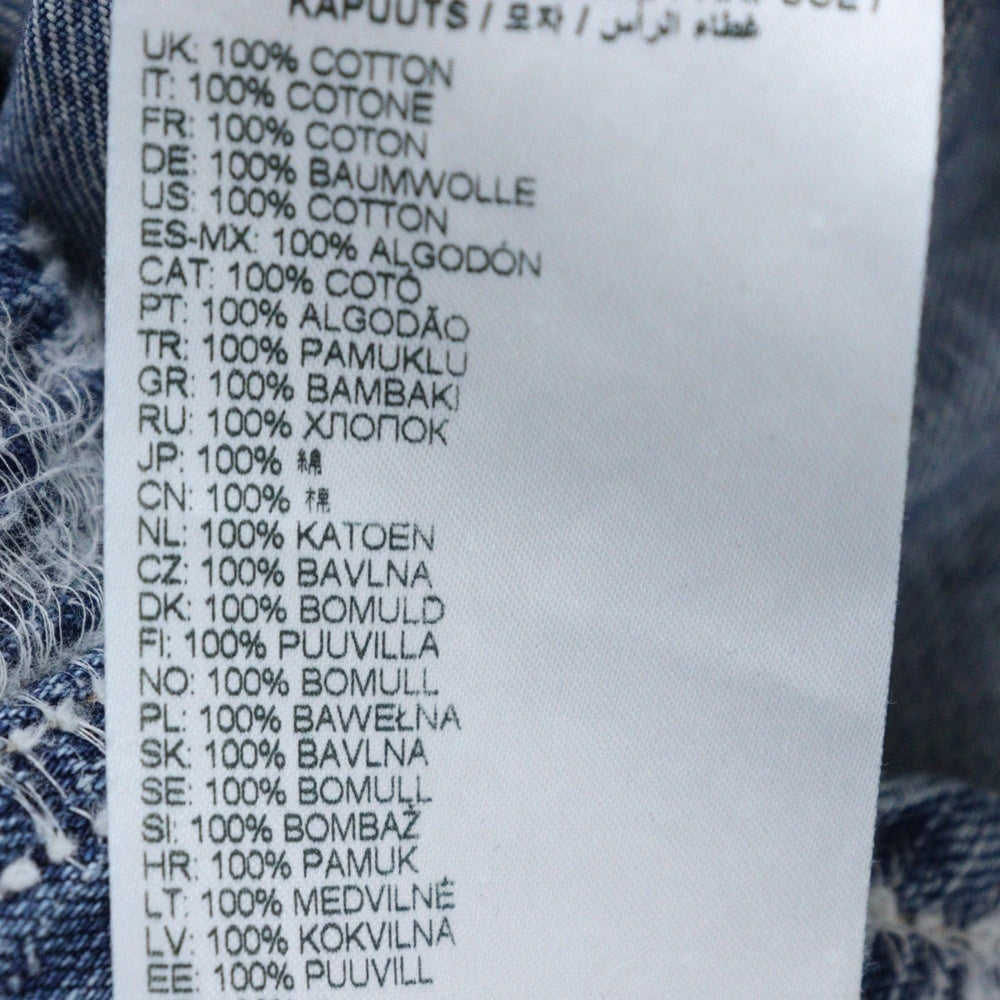 KAPUUTS / 모자 / غطاء الرأس
UK: 100% COTTON
IT: 100% COTONE
FR: 100% COTON
DE: 100% BAUMWOLLE
US: 100% COTTON
ES-MX: 100% ALGODÓN
CAT: 100% COTÓ
PT: 100% ALGODÃO
TR: 100% PAMUKLU
GR: 100% BAMBAKI
RU: 100% ХЛОПОК
JP: 100% 綿
CN: 100% 棉
NL: 100% KATOEN
CZ: 100% BAVLNA
DK: 100% BOMULD
FI: 100% PUUVILLA
NO: 100% BOMULL
PL: 100% BAWEŁNA
SK: 100% BAVLNA
SE: 100% BOMULL
SI: 100% BOMBAŽ
HR: 100% PAMUK
LT: 100% MEDVILNĖ
LV: 100% KOKVILNA
EE: 100% PUUVILL